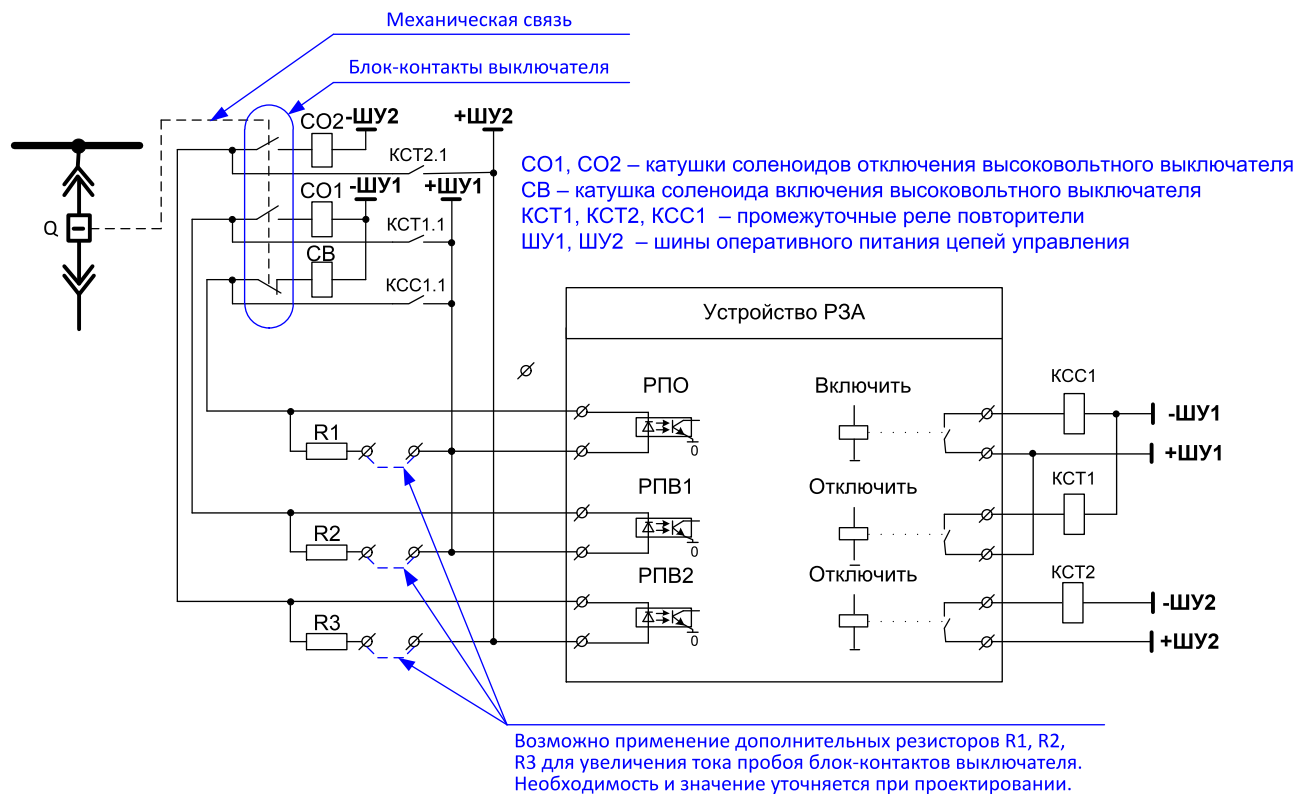 Механическая связь
Блок-контакты выключателя
СО2
-ШУ2
+ШУ2
КСТ2.1
СО1
-ШУ1
+ШУ1
КСТ1.1
СВ
КСС1.1
Q
СО1, СО2 – катушки соленоидов отключения высоковольтного выключателя
СВ – катушка соленоида включения высоковольтного выключателя
КСТ1, КСТ2, КСС1 – промежуточные реле повторители
ШУ1, ШУ2 – шины оперативного питания цепей управления
Устройство РЗА
РПО
Включить
КСС1
-ШУ1
R1
0
+ШУ1
РПВ1
Отключить
КСТ1
R2
0
РПВ2
Отключить
КСТ2
-ШУ2
R3
0
+ШУ2
Возможно применение дополнительных резисторов R1, R2,
R3 для увеличения тока пробоя блок-контактов выключателя.
Необходимость и значение уточняется при проектировании.